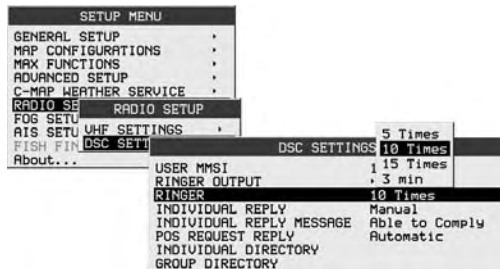 SETUP MENU
GENERAL SETUP
MAP CONFIGURATIONS
MAX FUNCTIONS
ADVANCED SETUP
C-MAP WEATHER SERVICE
RADIO SE
FOG SETU
AIS SETU
FISH FIN
About...
RADIO SETUP
VHF SETTINGS
DSC SETT
DSC SETTINGS
USER MMSI 1
RINGER OUTPUT
RINGER 10 Times
INDIVIDUAL REPLY Manual
INDIVIDUAL REPLY MESSAGE Able to Comply
POS REQUEST REPLY Automatic
INDIVIDUAL DIRECTORY
GROUP DIRECTORY
5 Times
10 Times
15 Times
3 min